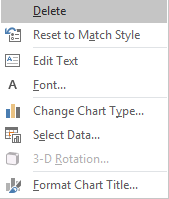 Delete
Reset to Match Style
Edit Text
A Font...
Change Chart Type...
Select Data...
3-D Rotation...
Format Chart Title...